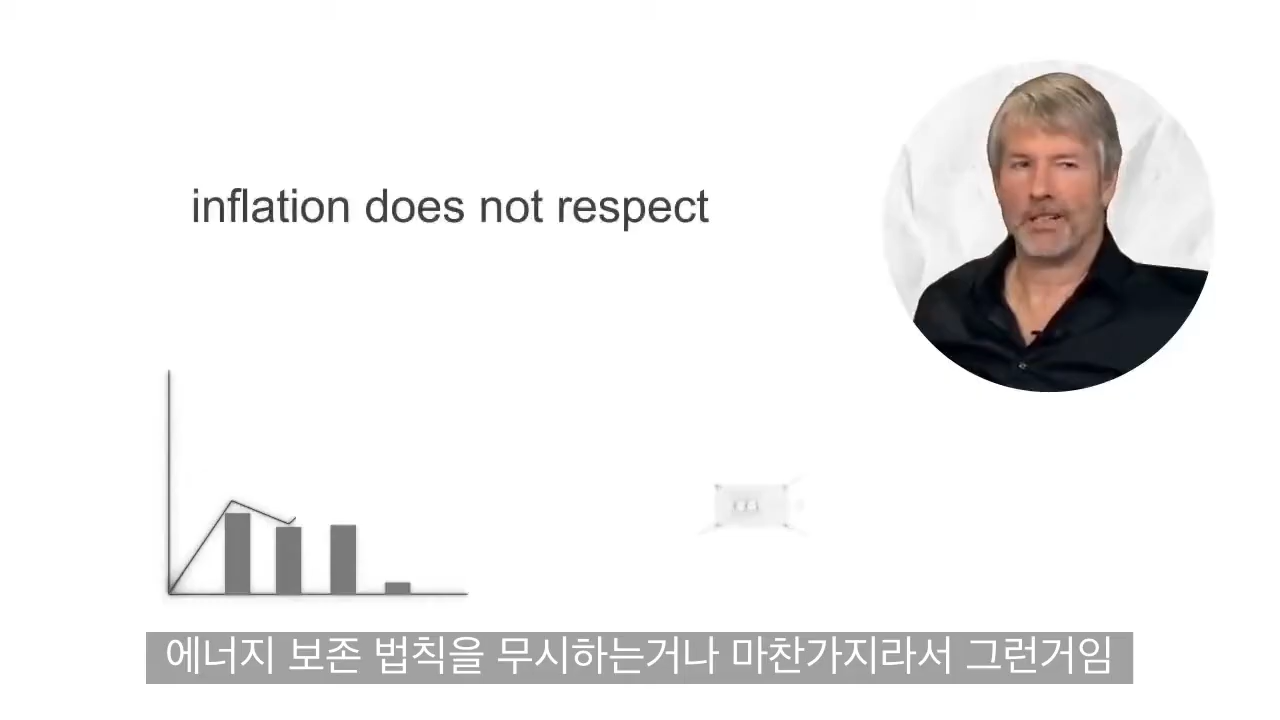 inflation does not respect
에너지 보존 법칙을 무시하는거나 마찬가지라서 그런거임